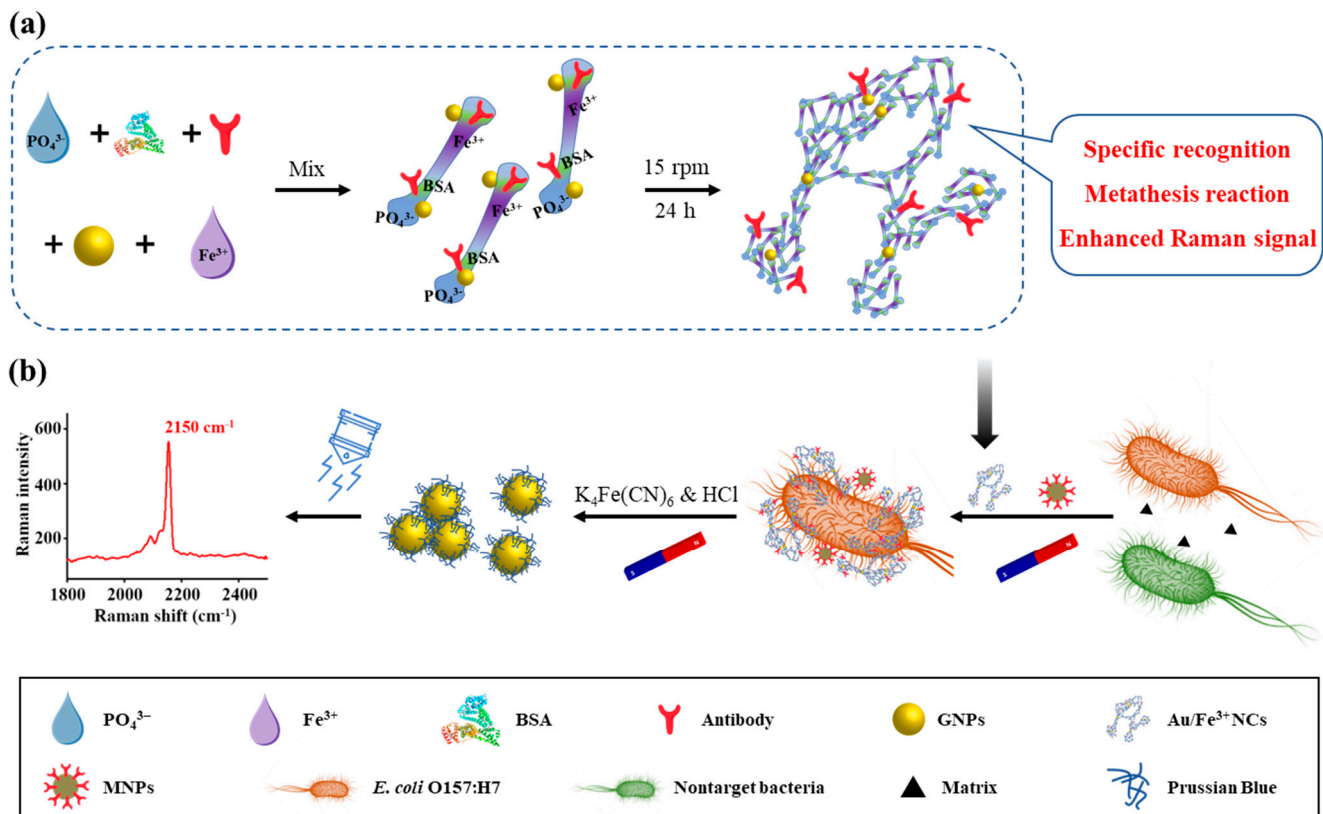 (a)
PO₄³⁻
+
+
+
+
Fe³⁺
Mix
Fe³⁺
BSA
PO₄³⁻
Fe³⁺
BSA
PO₄³⁻
Fe³⁺
BSA
PO₄³⁻
15 rpm
24 h
Specific recognition
Metathesis reaction
Enhanced Raman signal
(b)
Raman intensity
600
400
200
2150 cm⁻¹
1800 2000 2200 2400
Raman shift (cm⁻¹)
K₄Fe(CN)₆ & HCl
S N
S N
PO₄³⁻ Fe³⁺ BSA Antibody GNPs Au/Fe³⁺NCs
MNPs E. coli O157:H7 Nontarget bacteria Matrix Prussian Blue